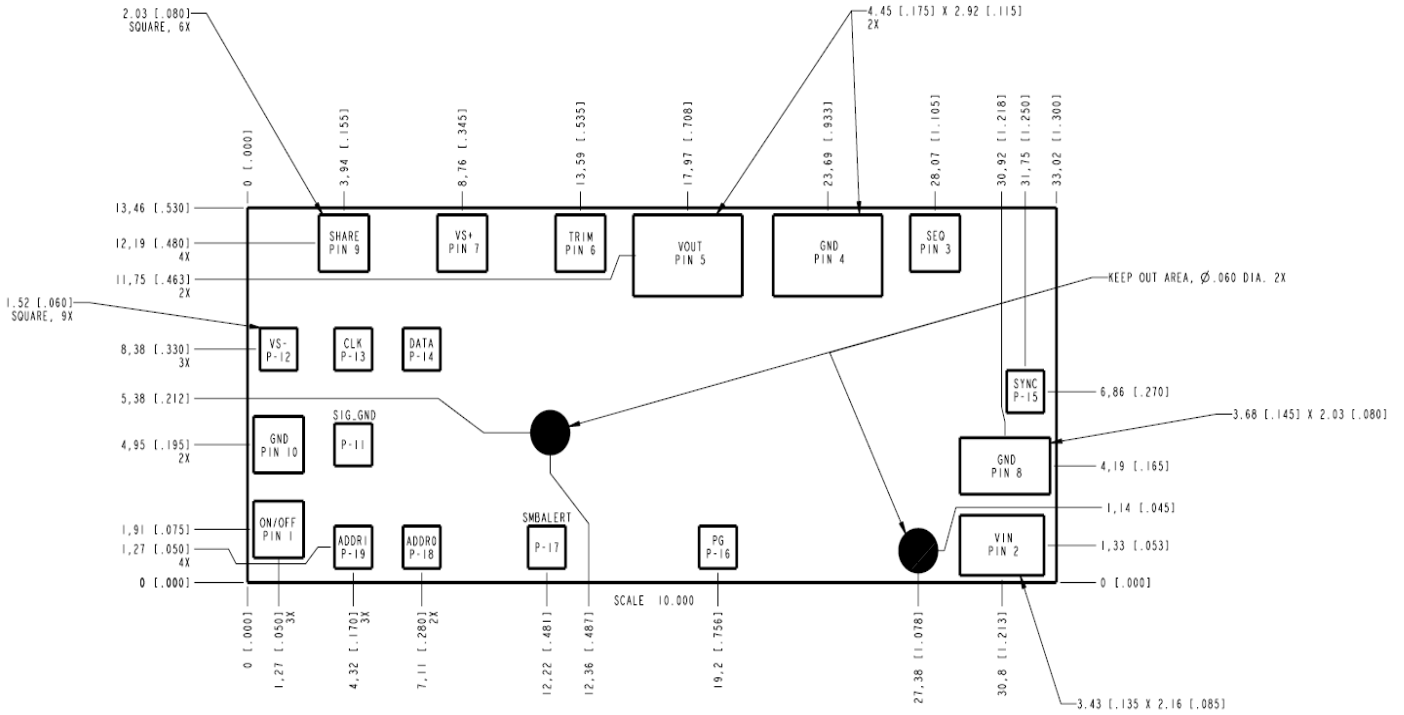 2.03 [.080]
SQUARE, 6X
4.45 [.175] X 2.92 [.115]
2X
0 [.000]
3,94 [.155]
8,76 [.345]
13,59 [.535]
17,97 [.708]
23,69 [.933]
28,07 [1.105]
30,92 [1.218]
31,75 [1.250]
33,02 [1.300]
13,46 [.530]
12,19 [.480]
4X
11,75 [.463]
2X
SHARE
PIN 9
VS+
PIN 7
TRIM
PIN 6
VOUT
PIN 5
GND
PIN 4
SEQ
PIN 3
KEEP OUT AREA, Ø.060 DIA. 2X
1.52 [.060]
SQUARE, 9X
8,38 [.330]
3X
VS-
P-12
CLK
P-13
DATA
P-14
5,38 [.212]
SYNC
P-15
6,86 [.270]
3.68 [.145] X 2.03 [.080]
SIG_GND
P-11
4,95 [.195]
2X
GND
PIN 10
GND
PIN 8
4,19 [.165]
1,14 [.045]
1,91 [.075]
1,27 [.050]
4X
ON/OFF
PIN 1
ADDR1
P-19
ADDR0
P-18
SMBALERT
P-17
PG
P-16
VIN
PIN 2
1,33 [.053]
0 [.000]
0 [.000]
SCALE 10.000
0 [.000]
1,27 [.050]
3X
4,32 [.170]
3X
7,11 [.280]
2X
12,22 [.481]
12,36 [.487]
19,2 [.756]
27,38 [1.078]
30,8 [1.213]
3.43 [.135 X 2.16 [.085]